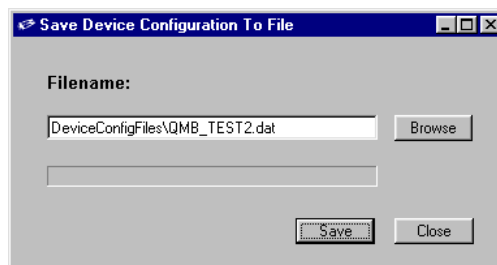 Save Device Configuration To File
Filename:
DeviceConfigFiles\QMB_TEST2.dat
Browse
Save
Close